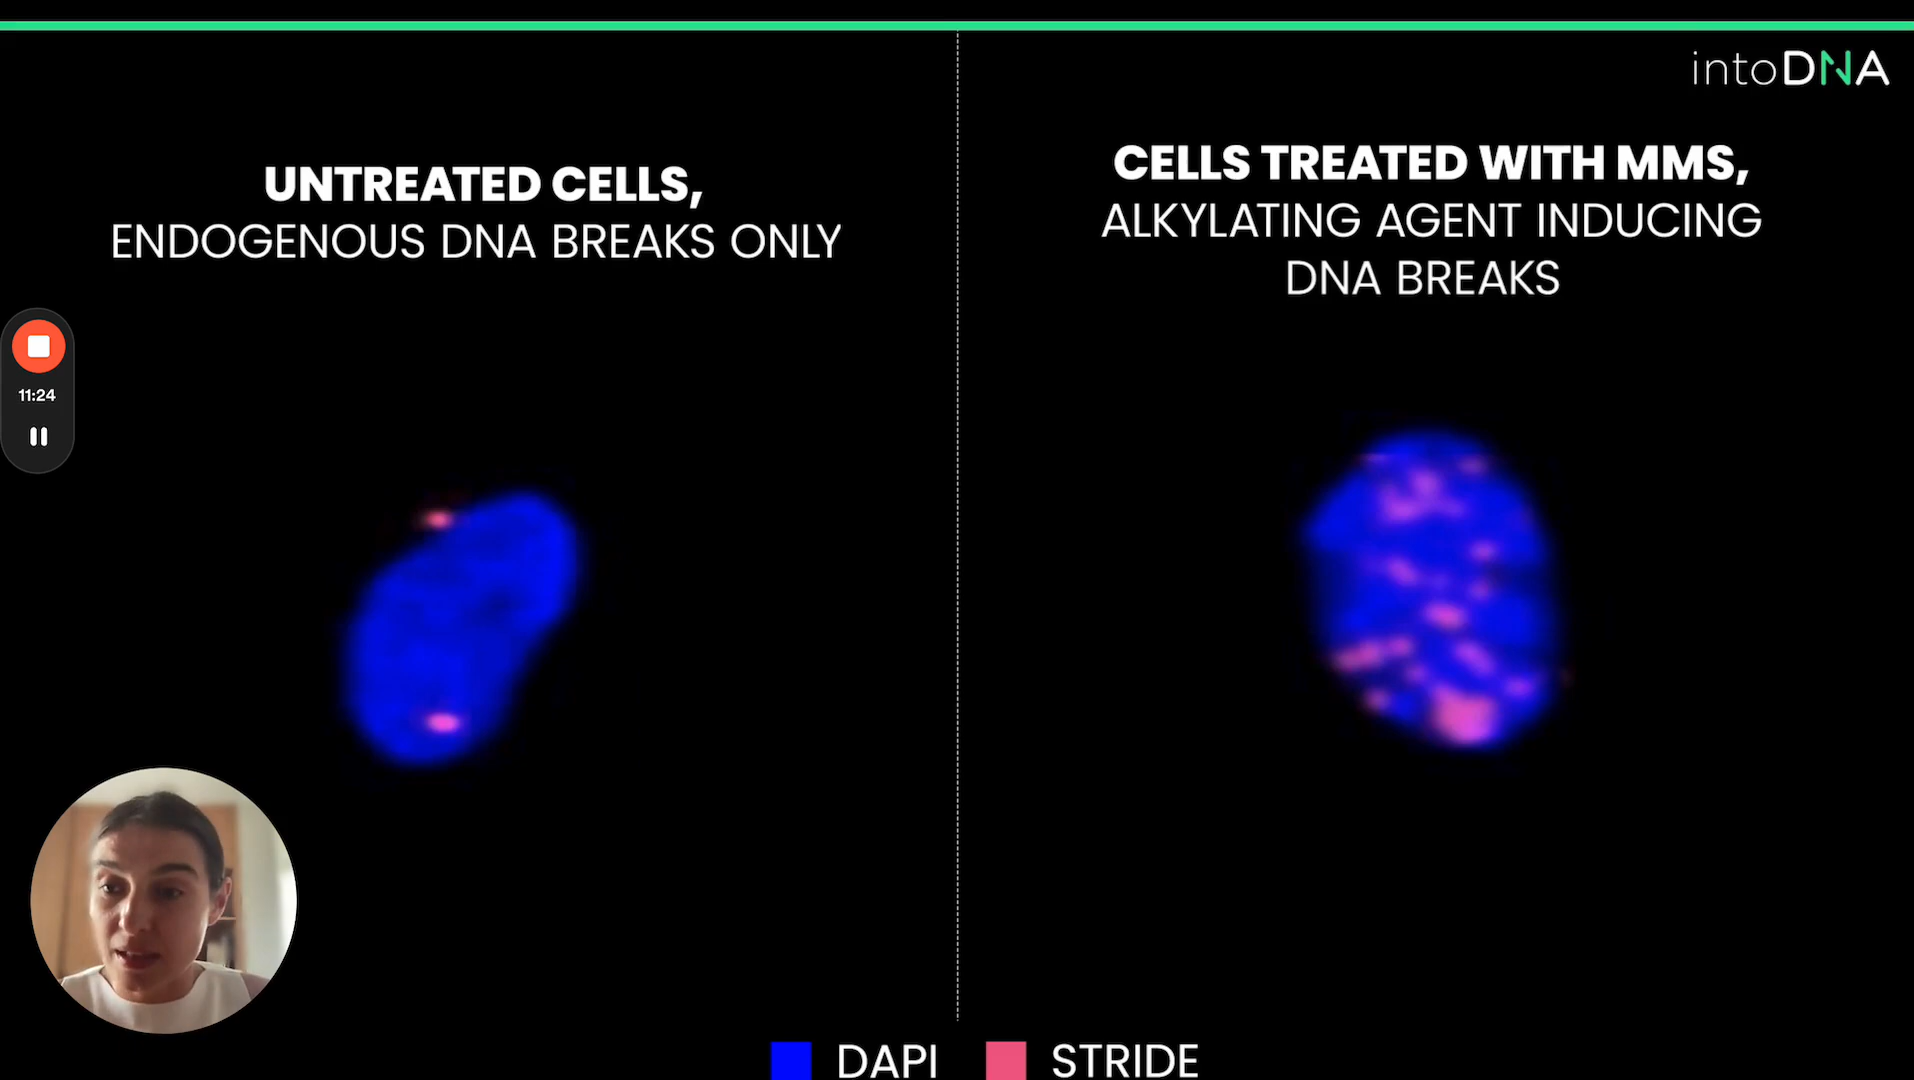 intoDNA
UNTREATED CELLS,
ENDOGENOUS DNA BREAKS ONLY
CELLS TREATED WITH MMS,
ALKYLATING AGENT INDUCING
DNA BREAKS
11:24
DAPI
STRIDE